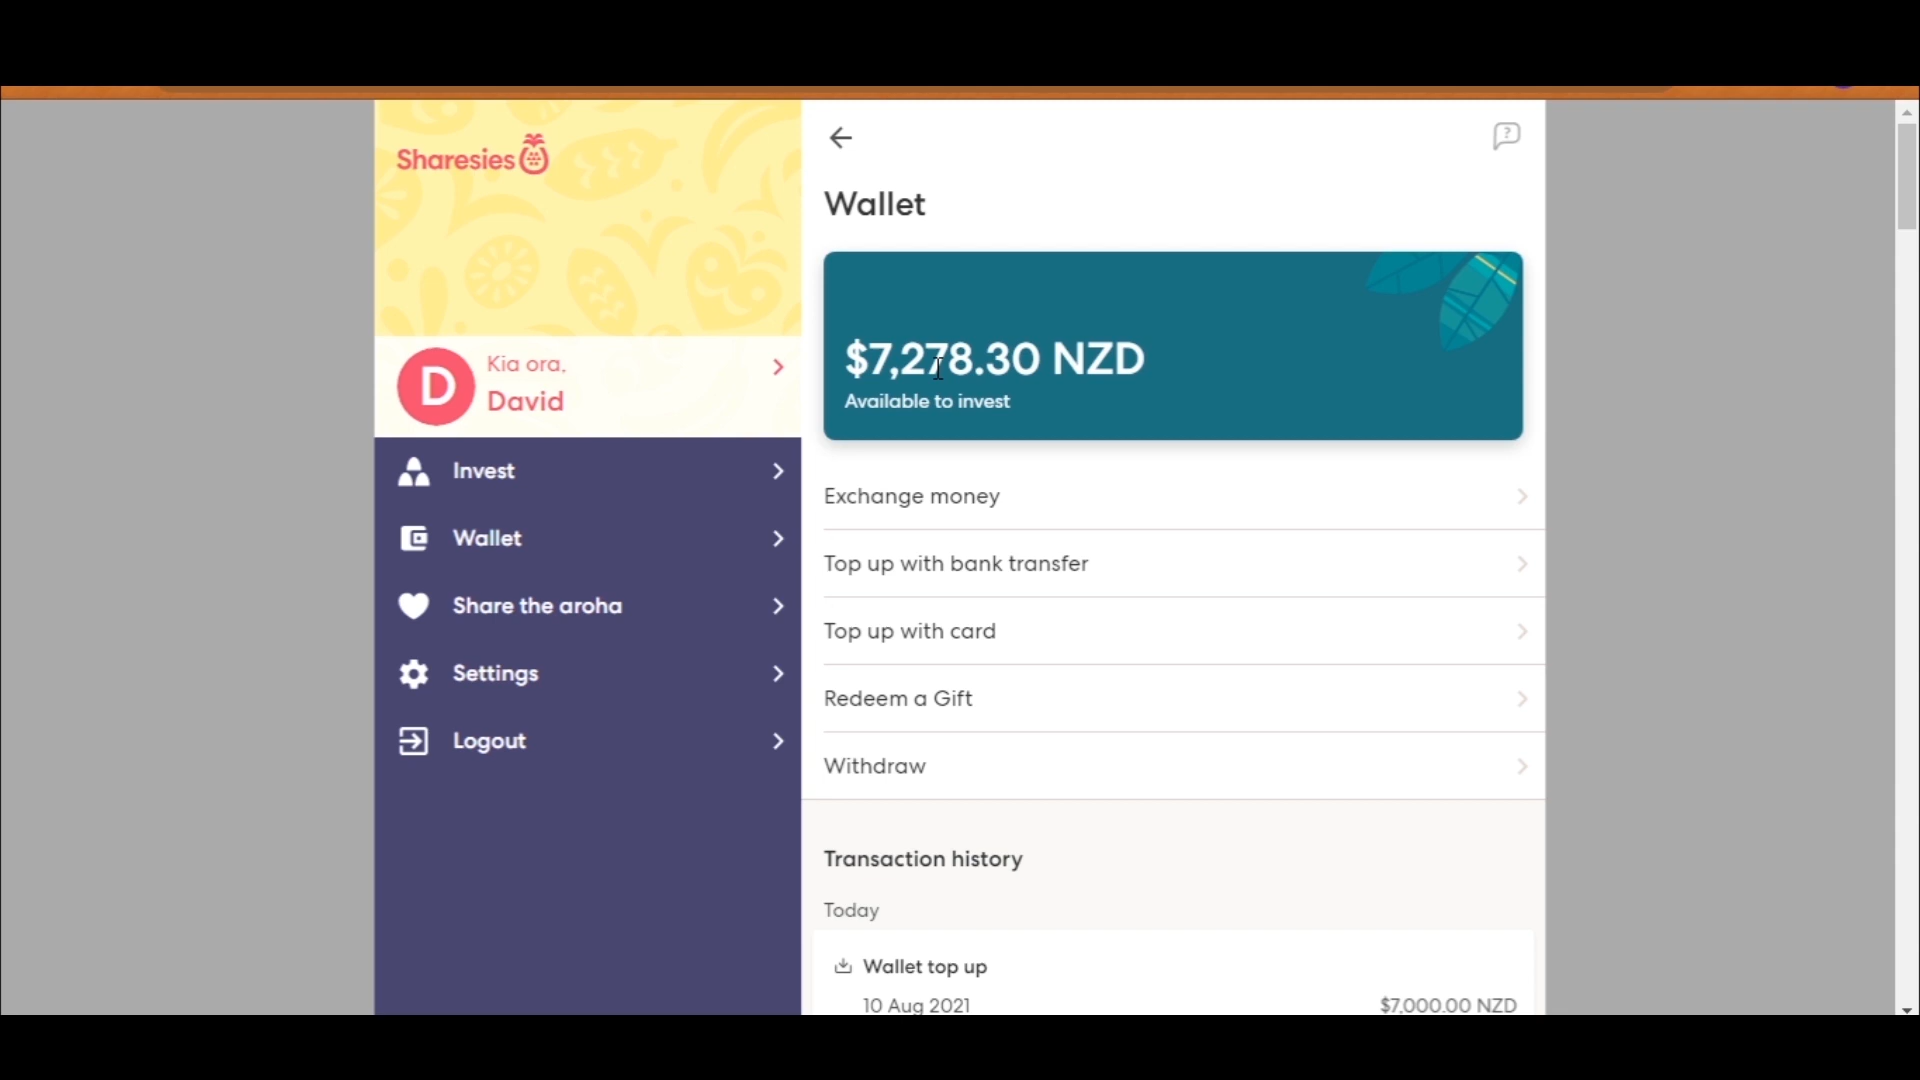 Sharesies
Kia ora,
David
D
Invest
Wallet
Share the aroha
Settings
Logout
Wallet
$7,278.30 NZD
Available to invest
Exchange money
Top up with bank transfer
Top up with card
Redeem a Gift
Withdraw
Transaction history
Today
Wallet top up
10 Aug 2021 $7,000.00 NZD